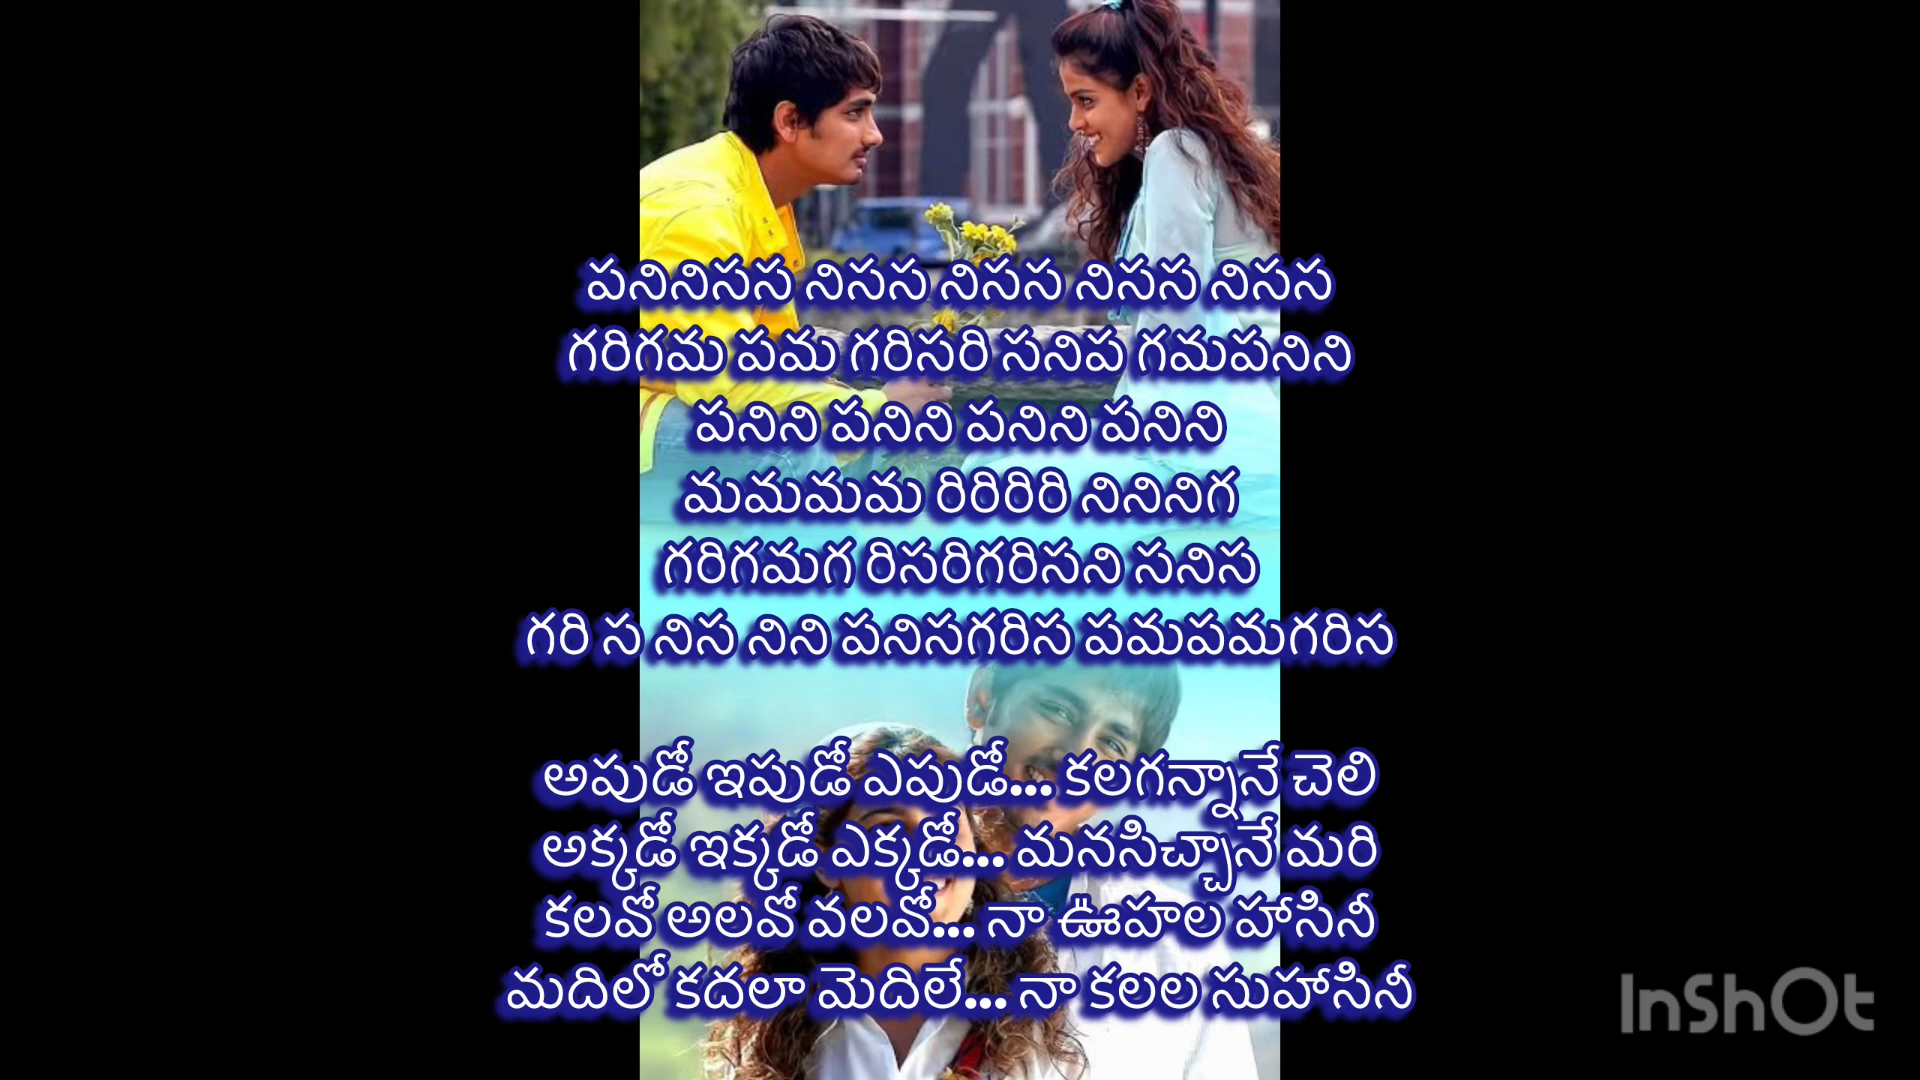 పనినిసస నిసస నిసస నిసస నిసస
గరిగమ పమ గరిసరి సనిప గమపనిని
పనిని పనిని పనిని పనిని
మమమమ రిరిరిరి నినినిగ
గరిగమగ రిసరిగరిసని సనిస
గరి స నిస నిని పనిసగరిస పమపమగరిస
అపుడో ఇపుడో ఎపుడో... కలగన్నానే చెలి
అక్కడో ఇక్కడో ఎక్కడో... మనసిచ్చానే మరి
కలవో అలవో వలవో... నా ఊహల హాసినీ
మదిలో కదలా మెదిలే... నా కలల సుహాసినీ
InShOt